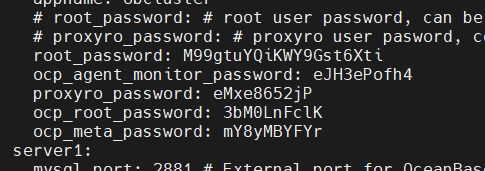 appname: obcluster
# root_password: # root user password, can be
# proxyro_password: # proxyro user pasword, co
root_password: M99gtuYQiKWY9Gst6Xti
ocp_agent_monitor_password: eJH3ePofh4
proxyro_password: eMxe8652jP
ocp_root_password: 3bM0LnFclK
ocp_meta_password: mY8yMBYFYr
server1:
mysql_port: 2881 # External port for OceanBas